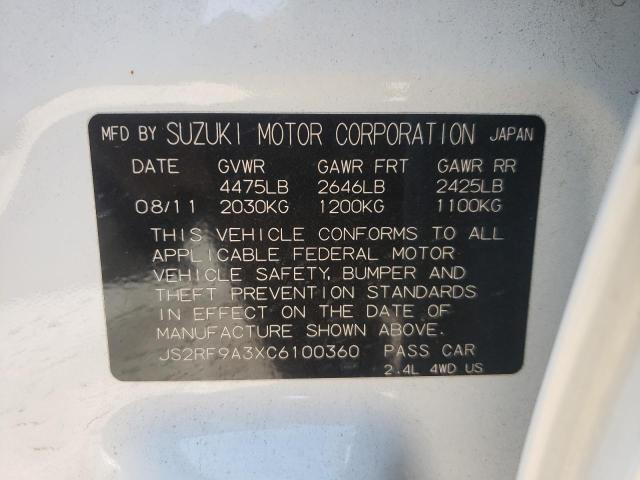 MFD BY SUZUKI MOTOR CORPORATION JAPAN
DATE GVWR GAWR FRT GAWR RR
4475LB 2646LB 2425LB
08/11 2030KG 1200KG 1100KG
THIS VEHICLE CONFORMS TO ALL
APPLICABLE FEDERAL MOTOR
VEHICLE SAFETY, BUMPER AND
THEFT PREVENTION STANDARDS
IN EFFECT ON THE DATE OF
MANUFACTURE SHOWN ABOVE.
JS2RF9A3XC6100360 PASS CAR
2.4L 4WD US